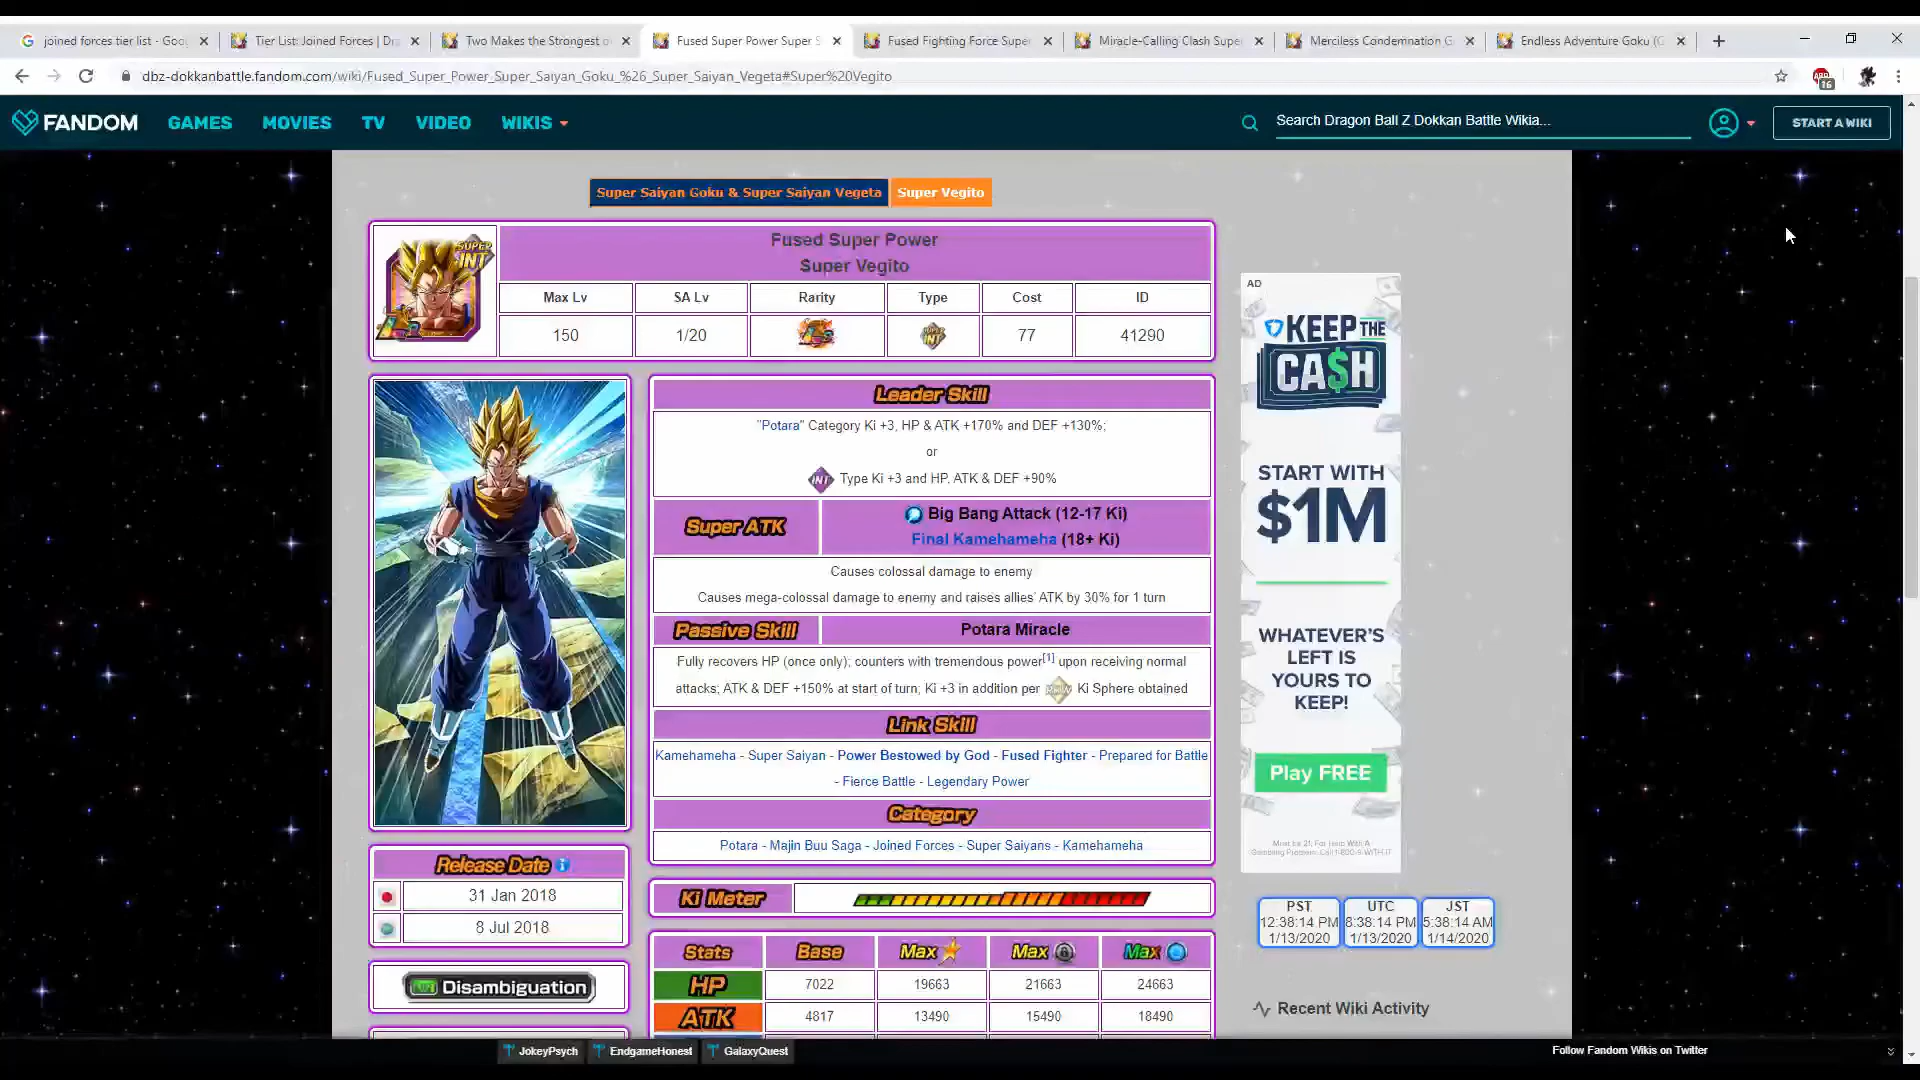 joined forces tier list - Goo
Tier List: Joined Forces | Dr
Two Makes the Strongest o
Fused Super Power Super S
Fused Fighting Force Super
Miracle-Calling Clash Super
Merciless Condemnation G
Endless Adventure Goku (G
dbz-dokkanbattle.fandom.com/wiki/Fused_Super_Power_Super_Saiyan_Goku_%26_Super_Saiyan_Vegeta#Super%20Vegito
16
FANDOM GAMES MOVIES TV VIDEO WIKIS
Search Dragon Ball Z Dokkan Battle Wikia...
START A WIKI
Super Saiyan Goku & Super Saiyan Vegeta Super Vegito
SUPER INT
Fused Super Power
Super Vegito
Max Lv SA Lv Rarity Type Cost ID
150 1/20 77 41290
Leader Skill
"Potara" Category Ki +3, HP & ATK +170% and DEF +130%;
or
INT Type Ki +3 and HP, ATK & DEF +90%
Super ATK
Big Bang Attack (12-17 Ki)
Final Kamehameha (18+ Ki)
Causes colossal damage to enemy
Causes mega-colossal damage to enemy and raises allies' ATK by 30% for 1 turn
Passive Skill
Potara Miracle
Fully recovers HP (once only); counters with tremendous power[1] upon receiving normal
attacks; ATK & DEF +150% at start of turn; Ki +3 in addition per Ki Sphere obtained
Link Skill
Kamehameha - Super Saiyan - Power Bestowed by God - Fused Fighter - Prepared for Battle
- Fierce Battle - Legendary Power
Category
Potara - Majin Buu Saga - Joined Forces - Super Saiyans - Kamehameha
Release Date
31 Jan 2018
8 Jul 2018
Disambiguation
Ki Meter
Stats Base Max Max Max
HP 7022 19663 21663 24663
ATK 4817 13490 15490 18490
AD
KEEP THE
CA$H
START WITH
$1M
WHATEVER'S
LEFT IS
YOURS TO
KEEP!
Play FREE
PST UTC JST
12:38:14 PM 8:38:14 PM 5:38:14 AM
1/13/2020 1/13/2020 1/14/2020
Recent Wiki Activity
JokeyPsych EndgameHonest GalaxyQuest
Follow Fandom Wikis on Twitter